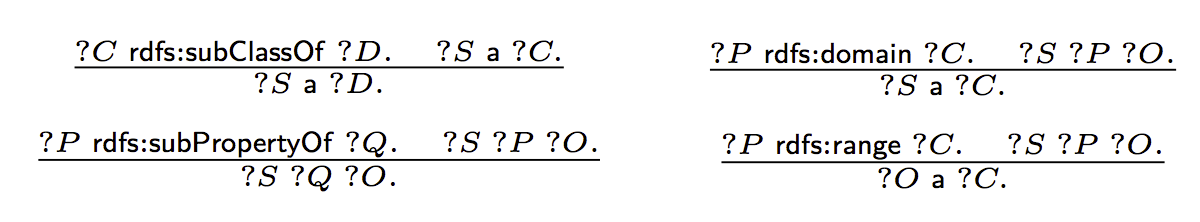 ?C rdfs:subClassOf ?D. ?S a ?C.
?S a ?D.
?P rdfs:domain ?C. ?S ?P ?O.
?S a ?C.
?P rdfs:subPropertyOf ?Q. ?S ?P ?O.
?S ?Q ?O.
?P rdfs:range ?C. ?S ?P ?O.
?O a ?C.